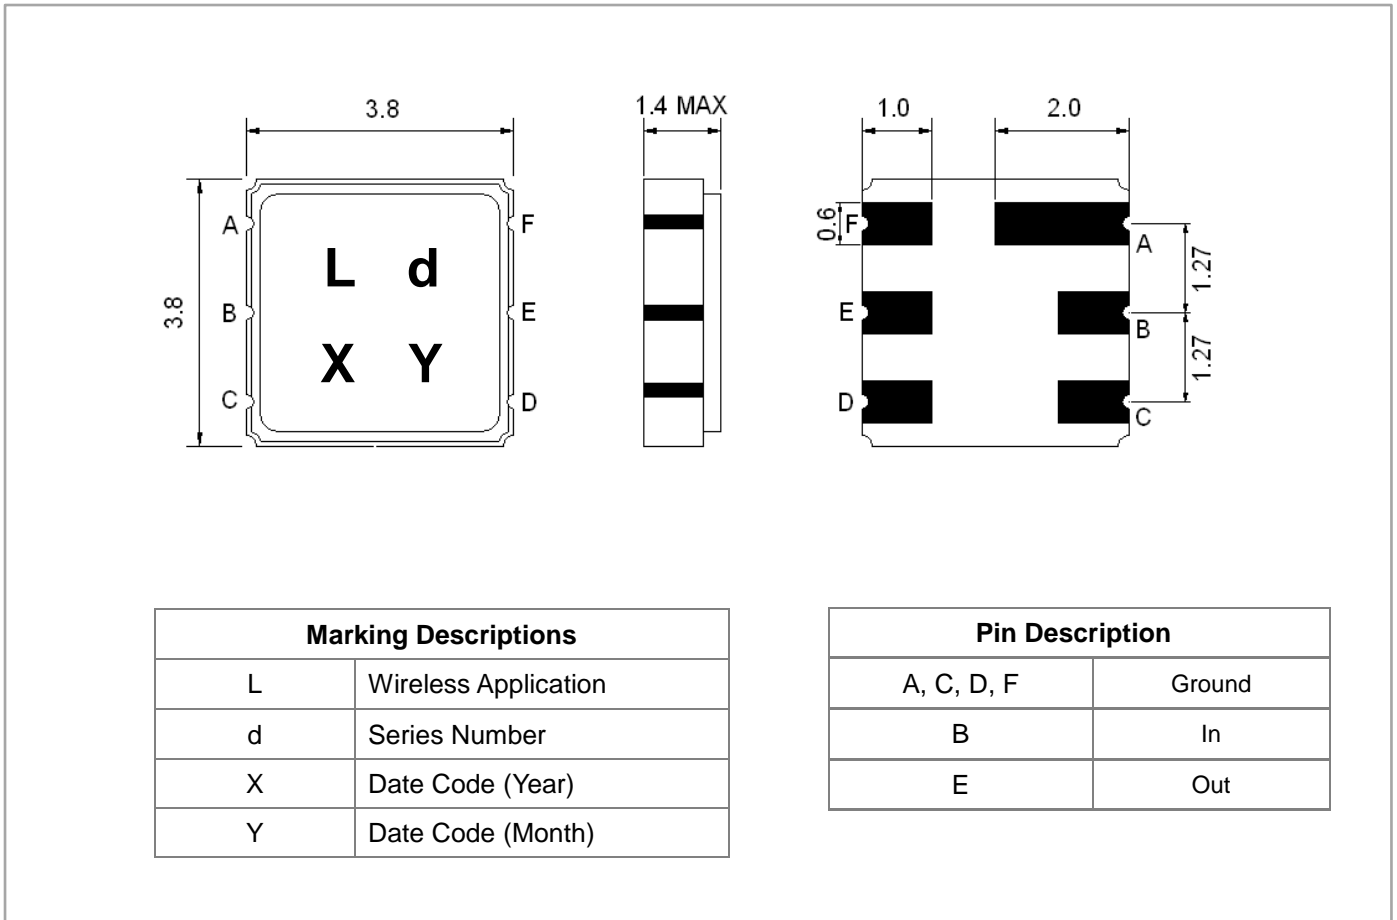 3.8
1.4 MAX
1.0
2.0
3.8
A
B
C
F
E
D
L d
X Y
0.6
F
E
D
A
B
C
1.27
1.27
Marking Descriptions
L Wireless Application
d Series Number
X Date Code (Year)
Y Date Code (Month)
Pin Description
A, C, D, F Ground
B In
E Out